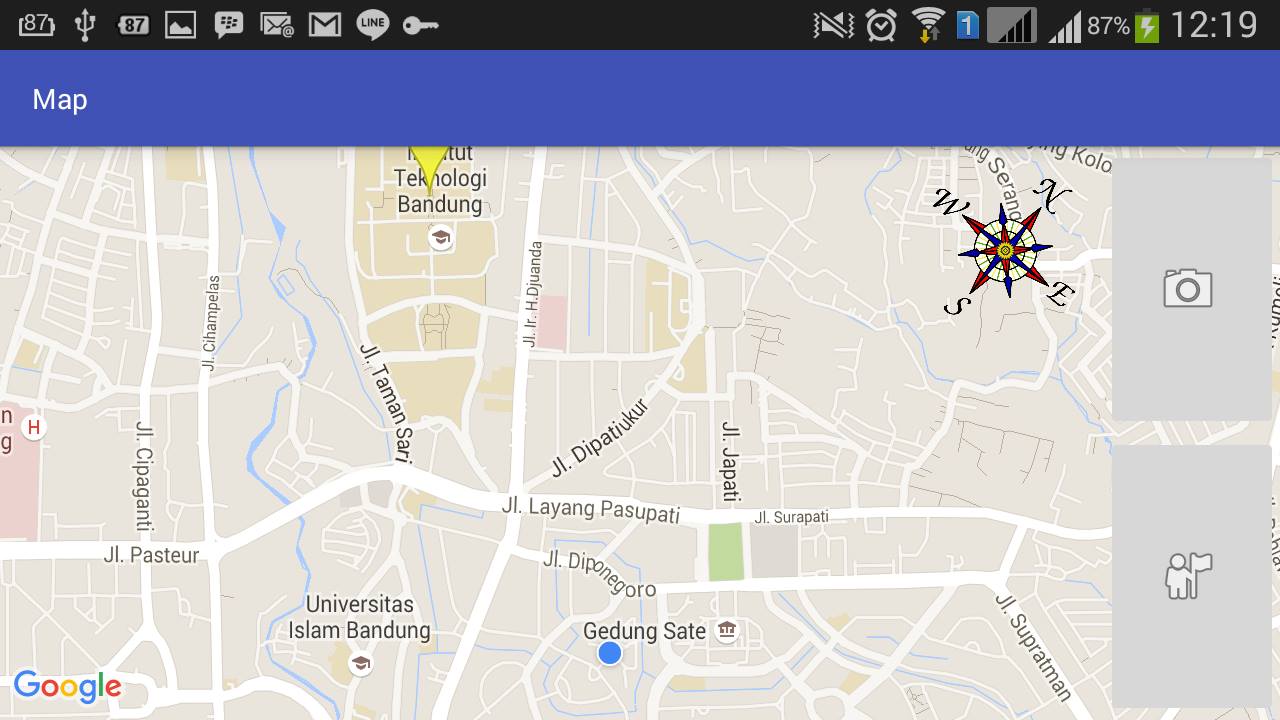 87
87
LINE
1
87%
12:19
Map
Teknologi
Bandung
Jl. Ir. H.Djuanda
Jl. Cihampelas
W
N
S
E
Jl. Taman Sari
Jl. Dipatiukur
Jl. Japati
H
Jl. Cipaganti
Jl. Layang Pasupati
Jl. Surapati
Jl. Pasteur
Jl. Diponegoro
Universitas
Islam Bandung
Gedung Sate
Jl. Supratman
Google